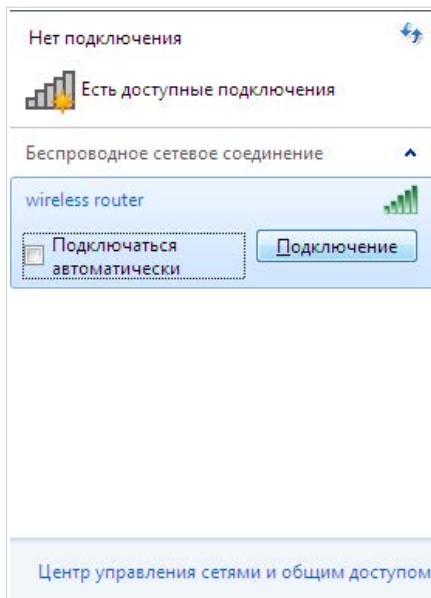 Нет подключения
Есть доступные подключения
Беспроводное сетевое соединение
wireless router
Подключаться
автоматически
Подключение
Центр управления сетями и общим доступом